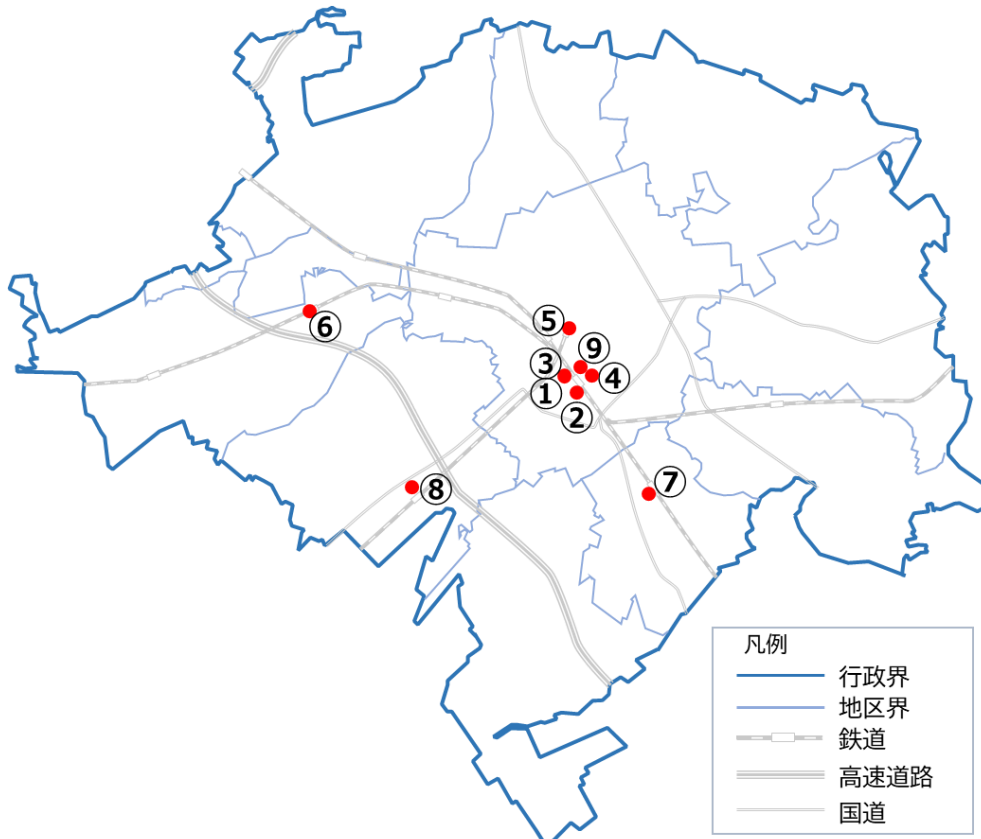 ⑤
⑨
⑥
③
④
①
②
⑦
⑧
凡例
行政界
地区界
鉄道
高速道路
国道